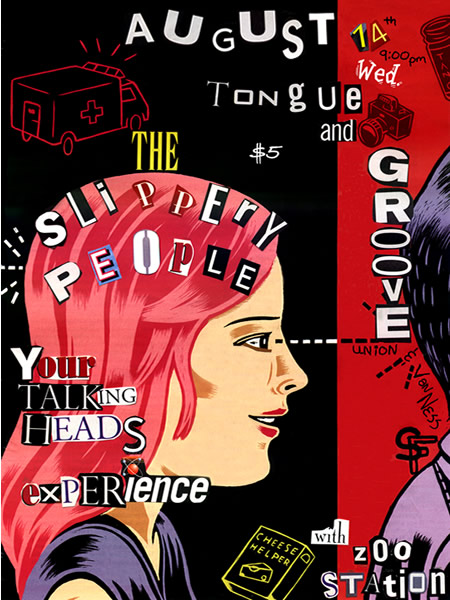 AUGUST 14th
9:00pm
Wed.
Tongue
and
GROOVE
$5
THE
SLiPPERY
PEOPLE
UNION
& VAN NESS
Your
TALKING
HEADS
exPERience
CHEESE
HELPER
with
zoo
STATION